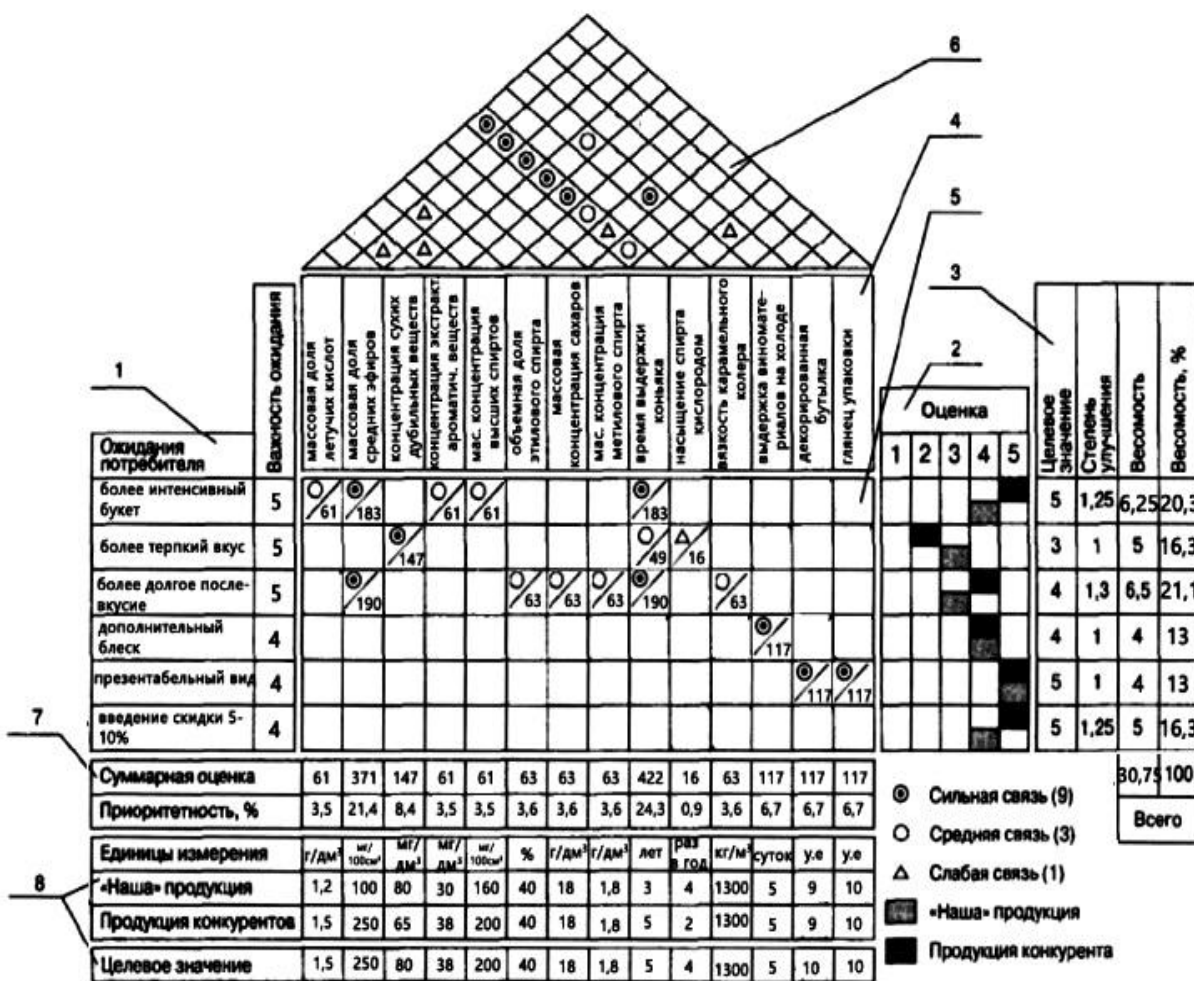 6
4
5
3
2
1
массовая доля
летучих кислот
массовая доля
средних эфиров
концентрация сухих
дубильных веществ
концентрация экстракт.
ароматич. веществ
мас. концентрация
высших спиртов
объемная доля
этилового спирта
массовая
концентрация сахаров
мас. концентрация
метилового спирта
время выдержки
коньяка
насыщение спирта
кислородом
вязкость карамельного
колера
выдержка виномате-
риалов на холоде
декорированная
бутылка
глянец упаковки
Ожидания
потребителя
Важность ожидания
Оценка
1 2 3 4 5
Целевое
значение
Степень
улучшения
Весомость
Весомость, %
более интенсивный
букет
5 61 183 61 61 183 5 1,25 6,25 20,3
более терпкий вкус 5 147 49 16 3 1 5 16,3
более долгое после-
вкусие
5 190 63 63 63 190 63 4 1,3 6,5 21,1
дополнительный
блеск
4 117 4 1 4 13
презентабельный вид 4 117 117 5 1 4 13
введение скидки 5-
10%
4 5 1,25 5 16,3
7
Суммарная оценка 61 371 147 61 61 63 63 63 422 16 63 117 117 117
30,75 100
Приоритетность, % 3,5 21,4 8,4 3,5 3,5 3,6 3,6 3,6 24,3 0,9 3,6 6,7 6,7 6,7
Всего
Единицы измерения г/дм³ мг/100см³ мг/дм³ мг/дм³ мг/100см³ % г/дм³ г/дм³ лет раз в год кг/м³ суток у.е у.е
8
«Наша» продукция 1,2 100 80 30 160 40 18 1,8 3 4 1300 5 9 10
Продукция конкурентов 1,5 250 65 38 200 40 18 1,8 5 2 1300 5 9 10
Целевое значение 1,5 250 80 38 200 40 18 1,8 5 4 1300 5 10 10
Сильная связь (9)
Средняя связь (3)
Слабая связь (1)
«Наша» продукция
Продукция конкурента